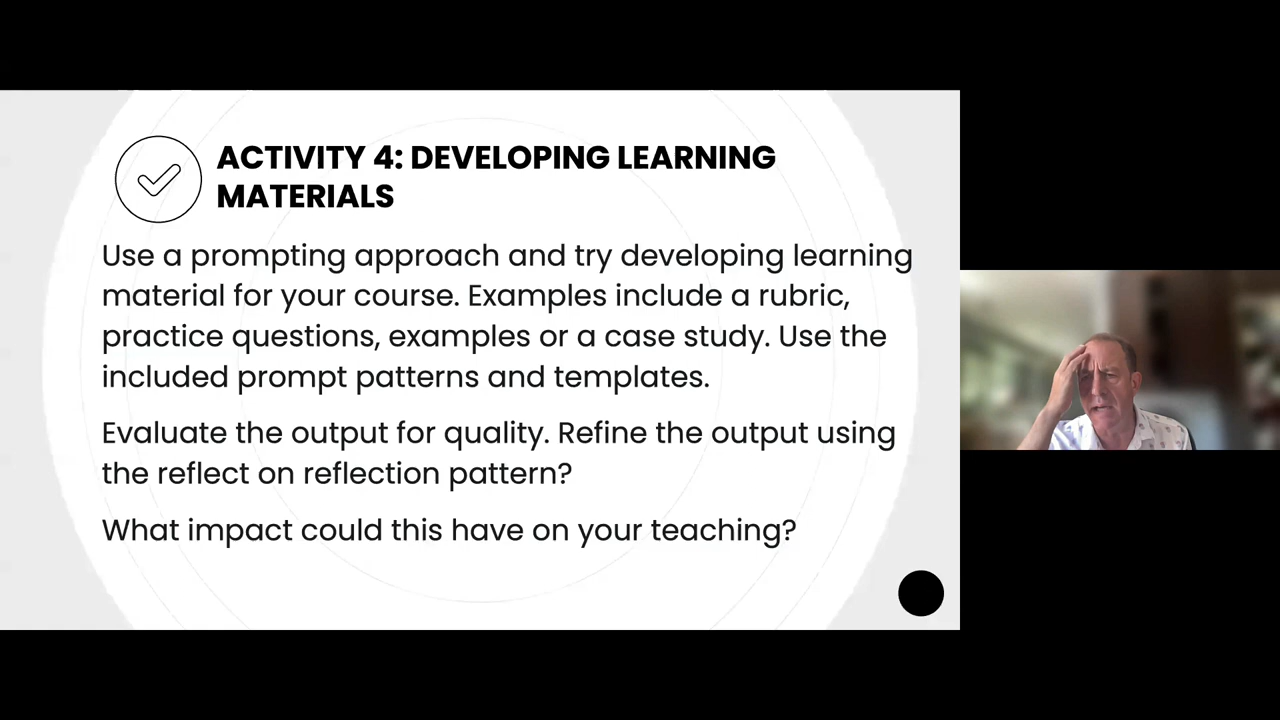 ACTIVITY 4: DEVELOPING LEARNING
MATERIALS
Use a prompting approach and try developing learning
material for your course. Examples include a rubric,
practice questions, examples or a case study. Use the
included prompt patterns and templates.
Evaluate the output for quality. Refine the output using
the reflect on reflection pattern?
What impact could this have on your teaching?